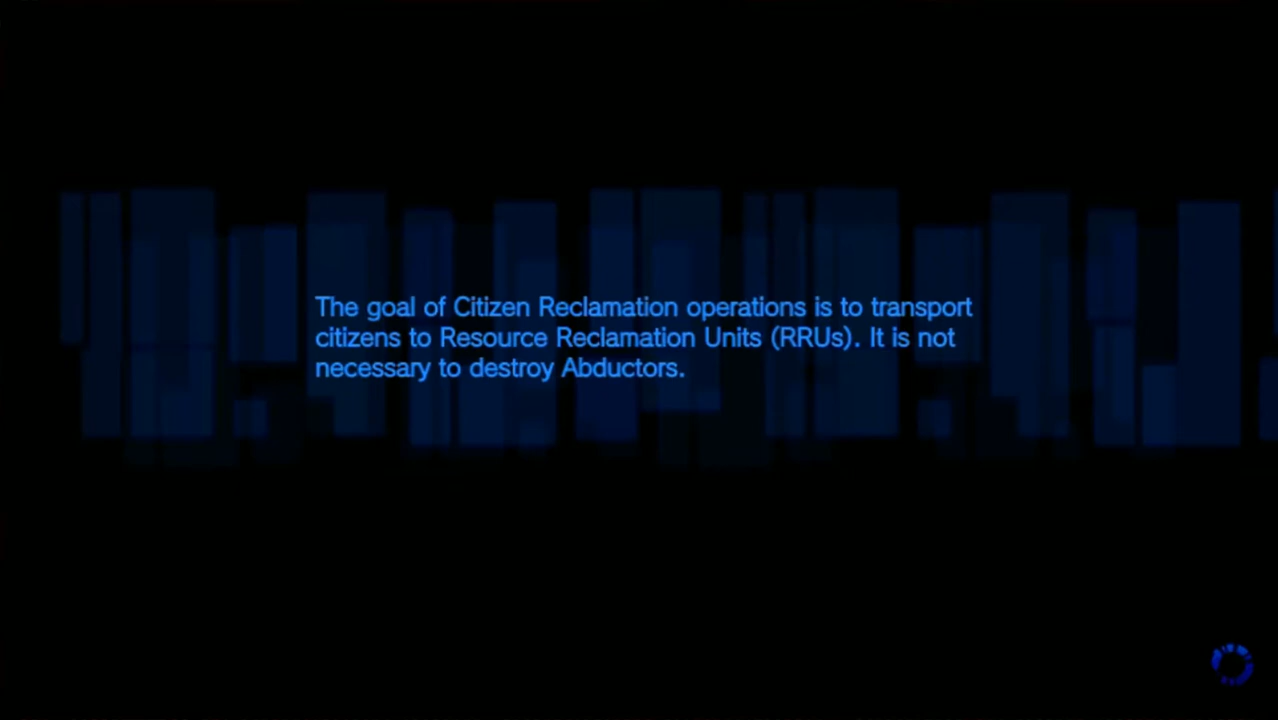 The goal of Citizen Reclamation operations is to transport
citizens to Resource Reclamation Units (RRUs). It is not
necessary to destroy Abductors.